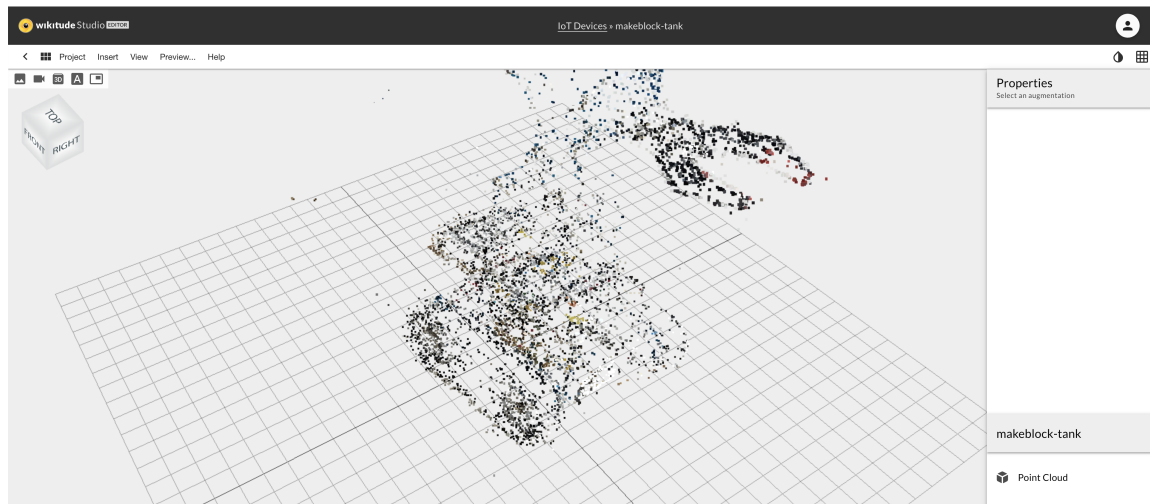 wikitude Studio EDITOR
IoT Devices » makeblock-tank
Project Insert View Preview... Help
3D A
TOP
FRONT
RIGHT
Properties
Select an augmentation
makeblock-tank
Point Cloud